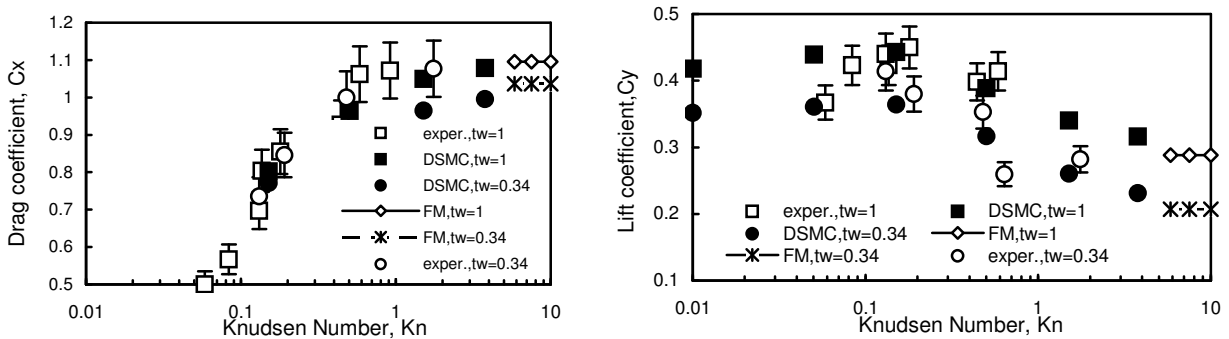 Drag coefficient, Cx
1.2
1.1
1
0.9
0.8
0.7
0.6
0.5
exper.,tw=1
DSMC,tw=1
DSMC,tw=0.34
FM,tw=1
FM,tw=0.34
exper.,tw=0.34
0.01
0.1
1
10
Knudsen Number, Kn
Lift coefficient,Cy
0.5
0.4
0.3
0.2
0.1
exper.,tw=1
DSMC,tw=1
DSMC,tw=0.34
FM,tw=1
FM,tw=0.34
exper.,tw=0.34
0.01
0.1
1
10
Knudsen Number, Kn